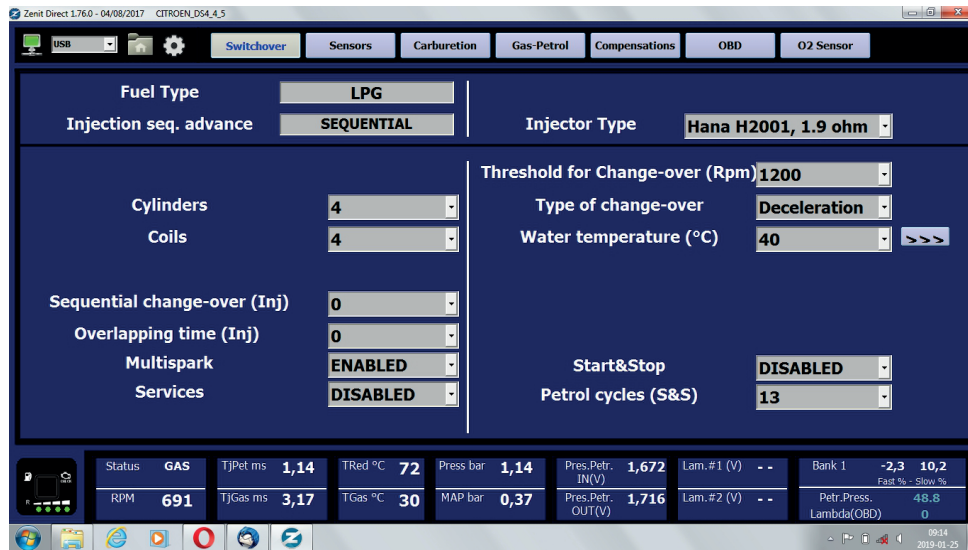 Zenit Direct 1.76.0 - 04/08/2017 CITROEN_DS4_4_5
USB Switchover Sensors Carburetion Gas-Petrol Compensations OBD O2 Sensor
Fuel Type LPG
Injection seq. advance SEQUENTIAL Injector Type Hana H2001, 1.9 ohm
Threshold for Change-over (Rpm) 1200
Cylinders 4 Type of change-over Deceleration
Coils 4 Water temperature (°C) 40 >>>
Sequential change-over (Inj) 0
Overlapping time (Inj) 0
Multispark ENABLED Start&Stop DISABLED
Services DISABLED Petrol cycles (S&S) 13
Status GAS TjPet ms 1,14 TRed °C 72 Press bar 1,14 Pres.Petr. IN(V) 1,672 Lam.#1 (V) - - Bank 1 -2,3 10,2
Fast % - Slow %
RPM 691 TjGas ms 3,17 TGas °C 30 MAP bar 0,37 Pres.Petr. OUT(V) 1,716 Lam.#2 (V) - - Petr.Press. 48.8
Lambda(OBD) 0
09:14
2019-01-25